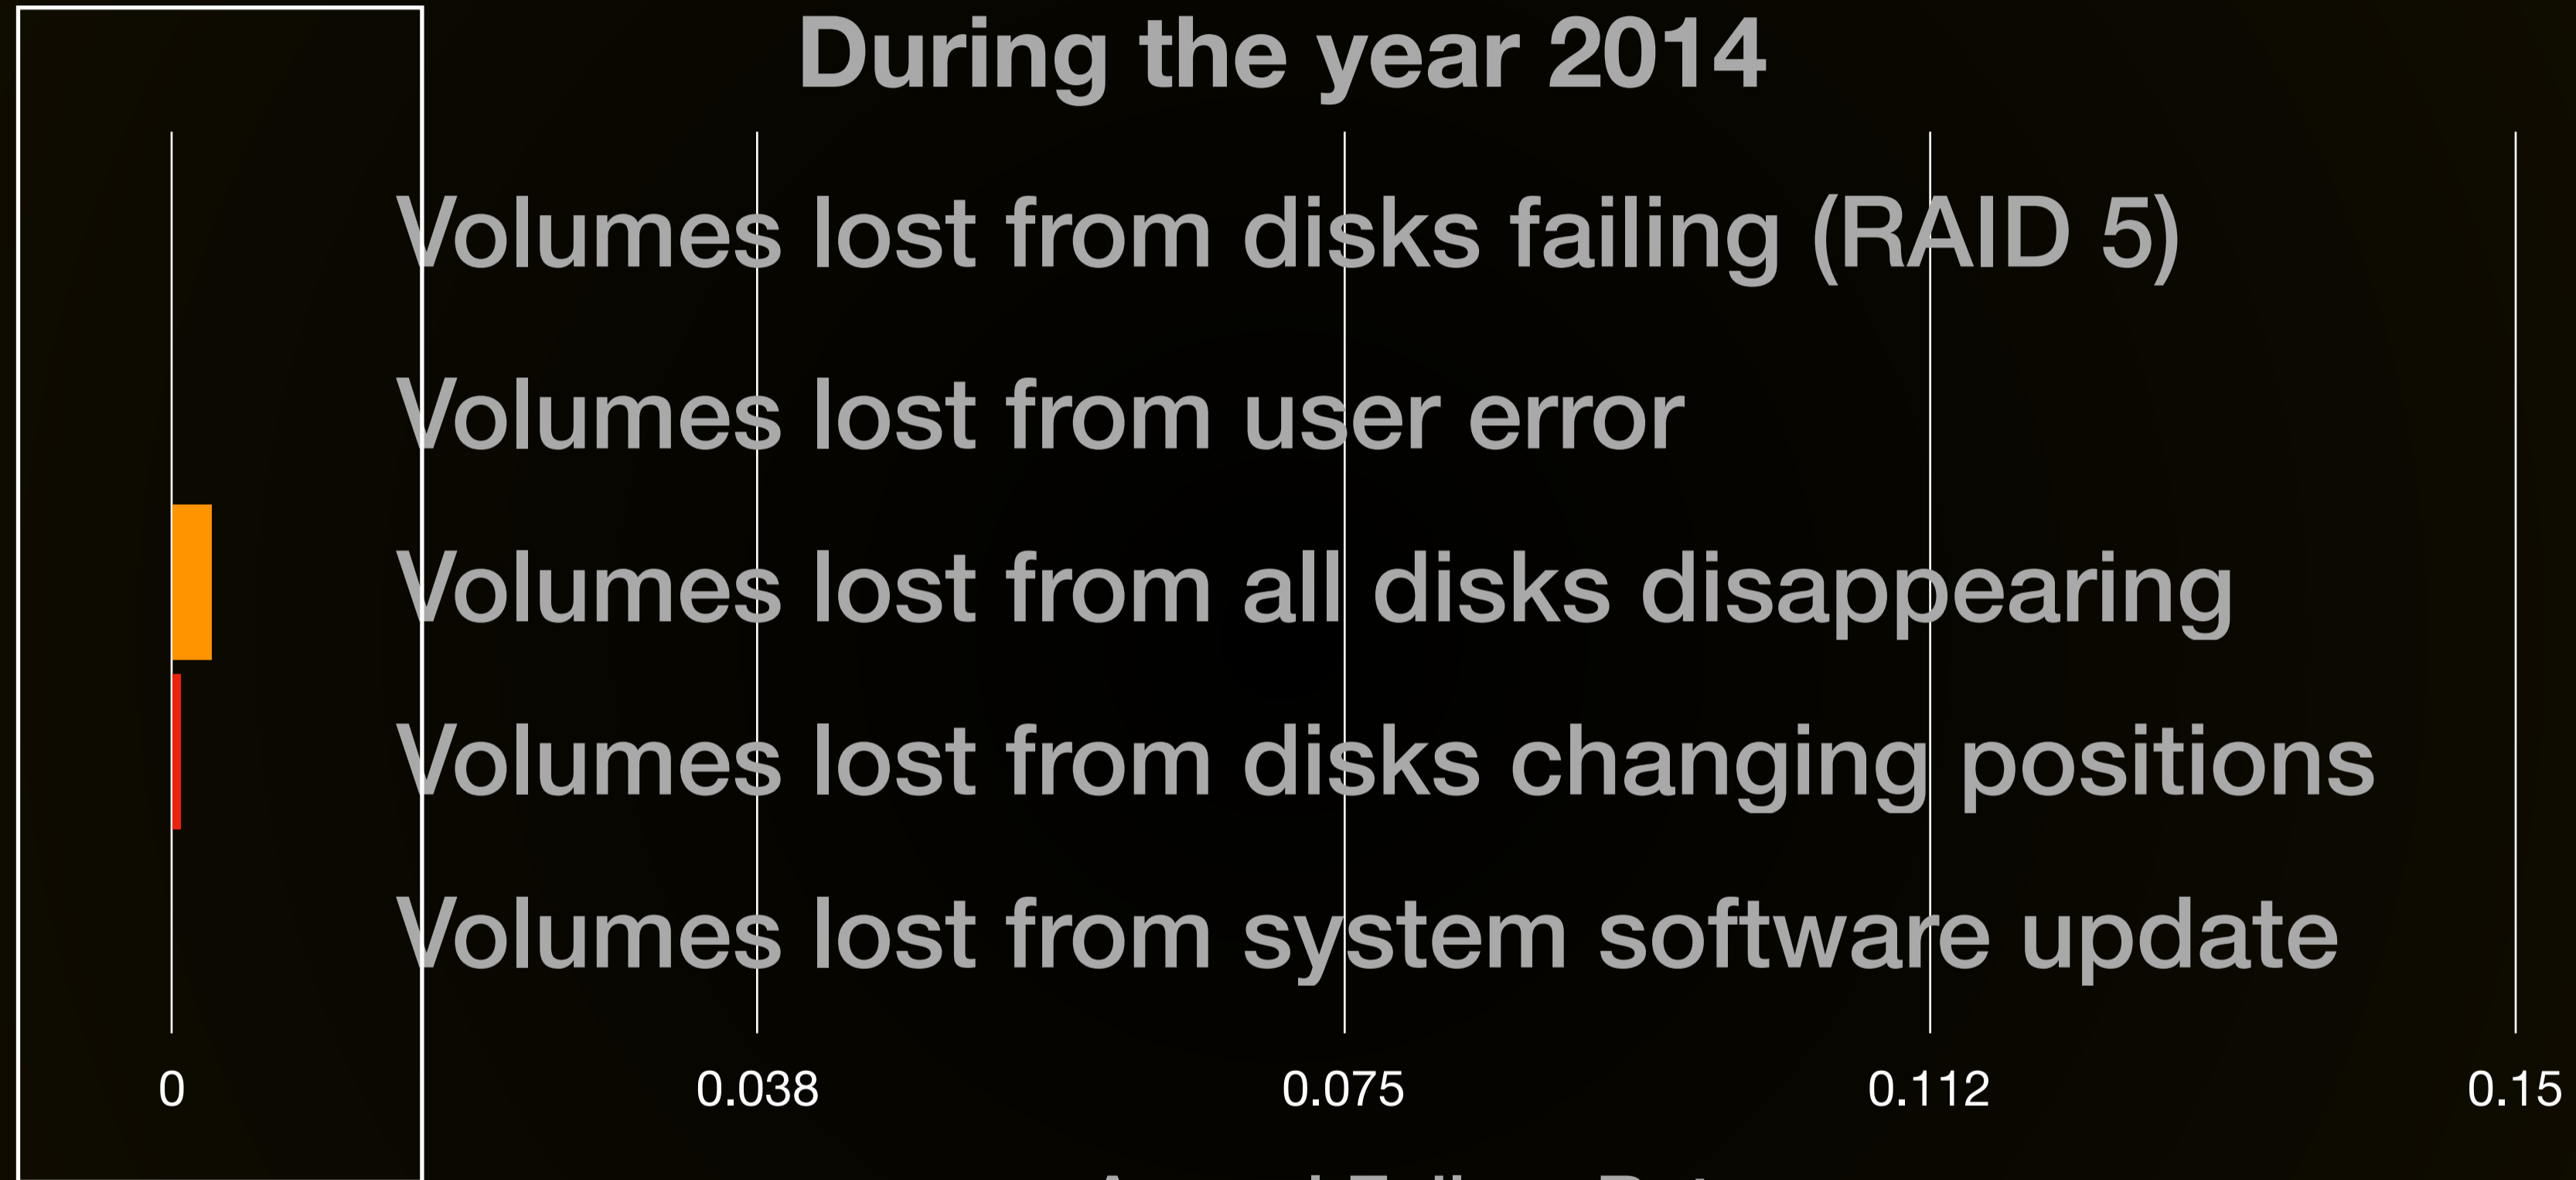 During the year 2014
Volumes lost from disks failing (RAID 5)
Volumes lost from user error
Volumes lost from all disks disappearing
Volumes lost from disks changing positions
Volumes lost from system software update
0 0.038 0.075 0.112 0.15